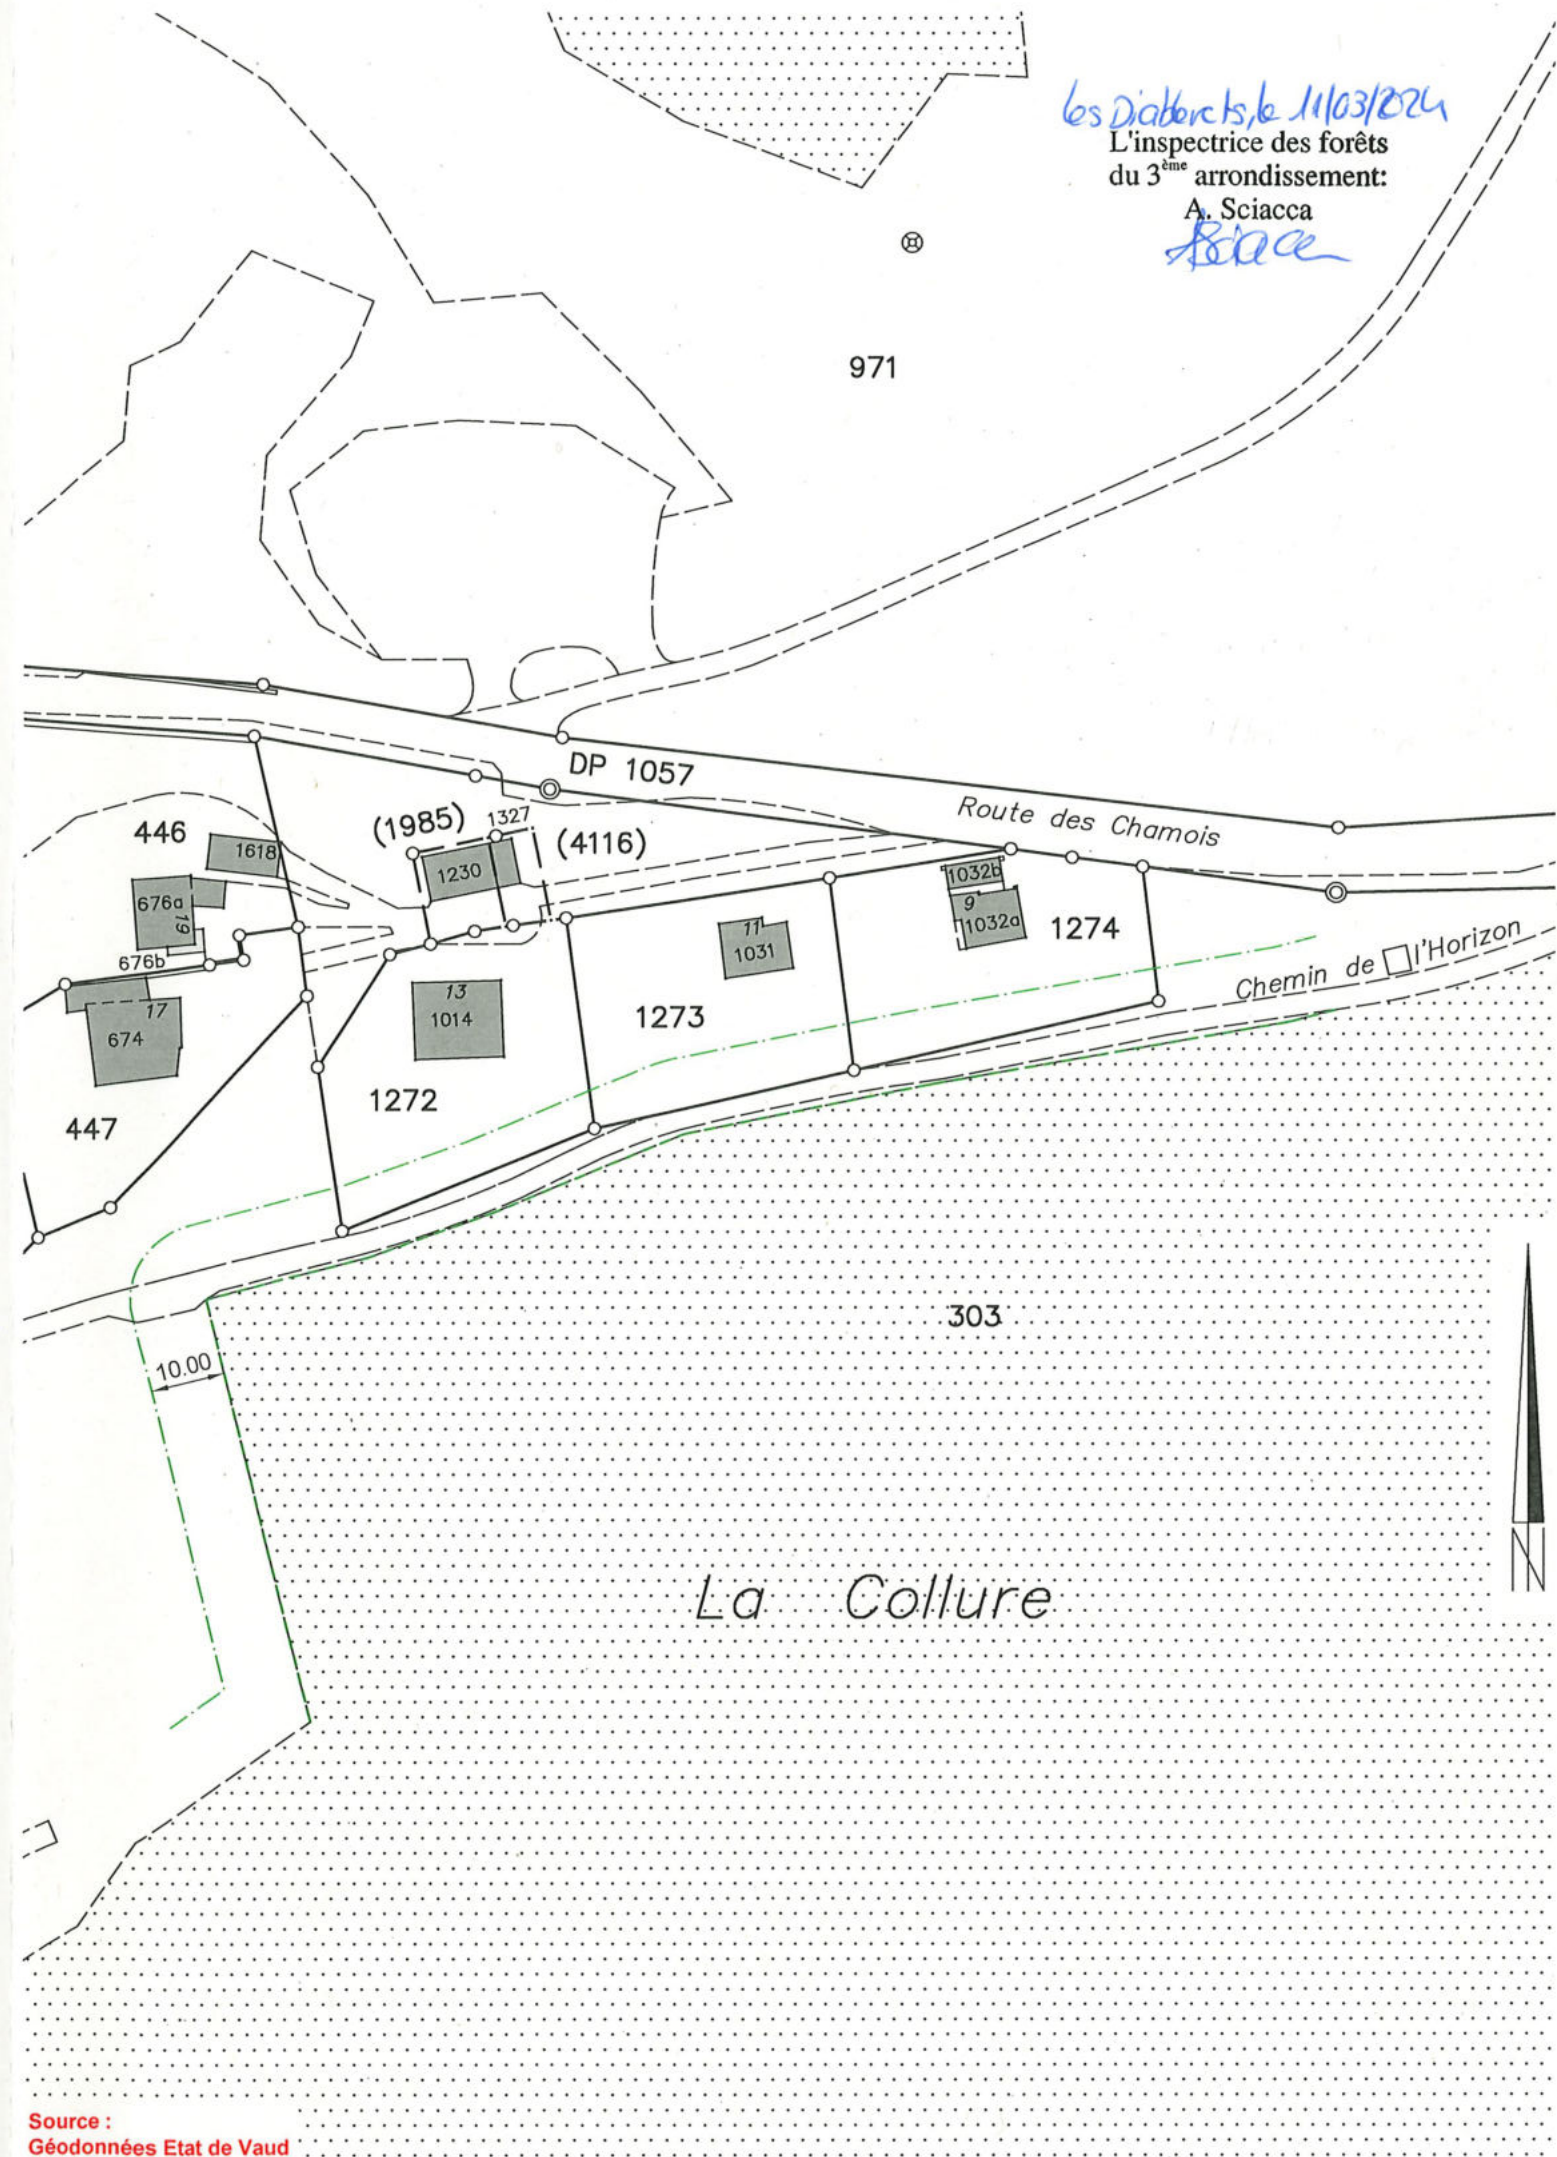 les Diablerets, le 11/03/2024
L'inspectrice des forêts
du 3ème arrondissement:
A. Sciacca
971
DP 1057
Route des Chamois
446
(1985)
1327
(4116)
1618
1230
676a
19
676b
1032b
9
1032a
1274
11
1031
Chemin de l'Horizon
17
674
13
1014
1273
1272
447
303
10.00
N
La Collure
Source :
Géodonnées Etat de Vaud